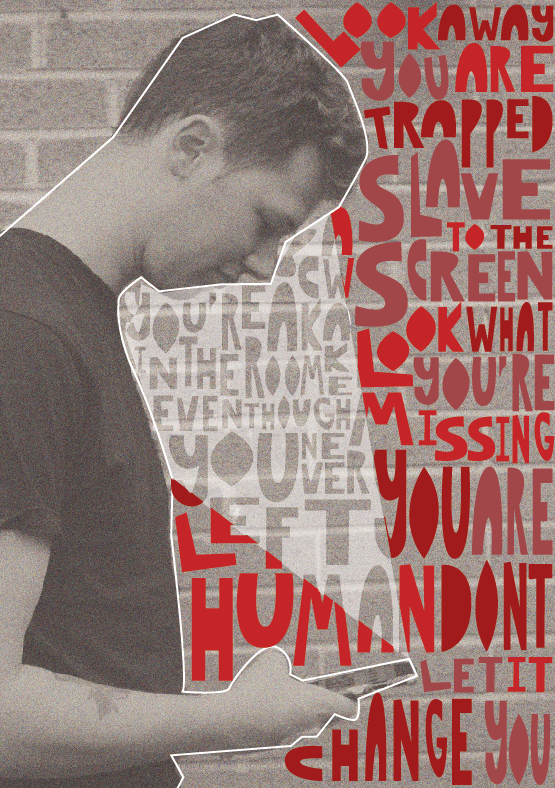 LOOK AWAY
YOU ARE
TRAPPED
SLAVE
TO THE
SCREEN
LOOK WHAT
YOU'RE
MISSING
YOU'RE
IN THE ROOM
EVEN THOUGH
YOU NEVER
LEFT
YOU ARE
HUMAN DONT
LET IT
CHANGE YOU